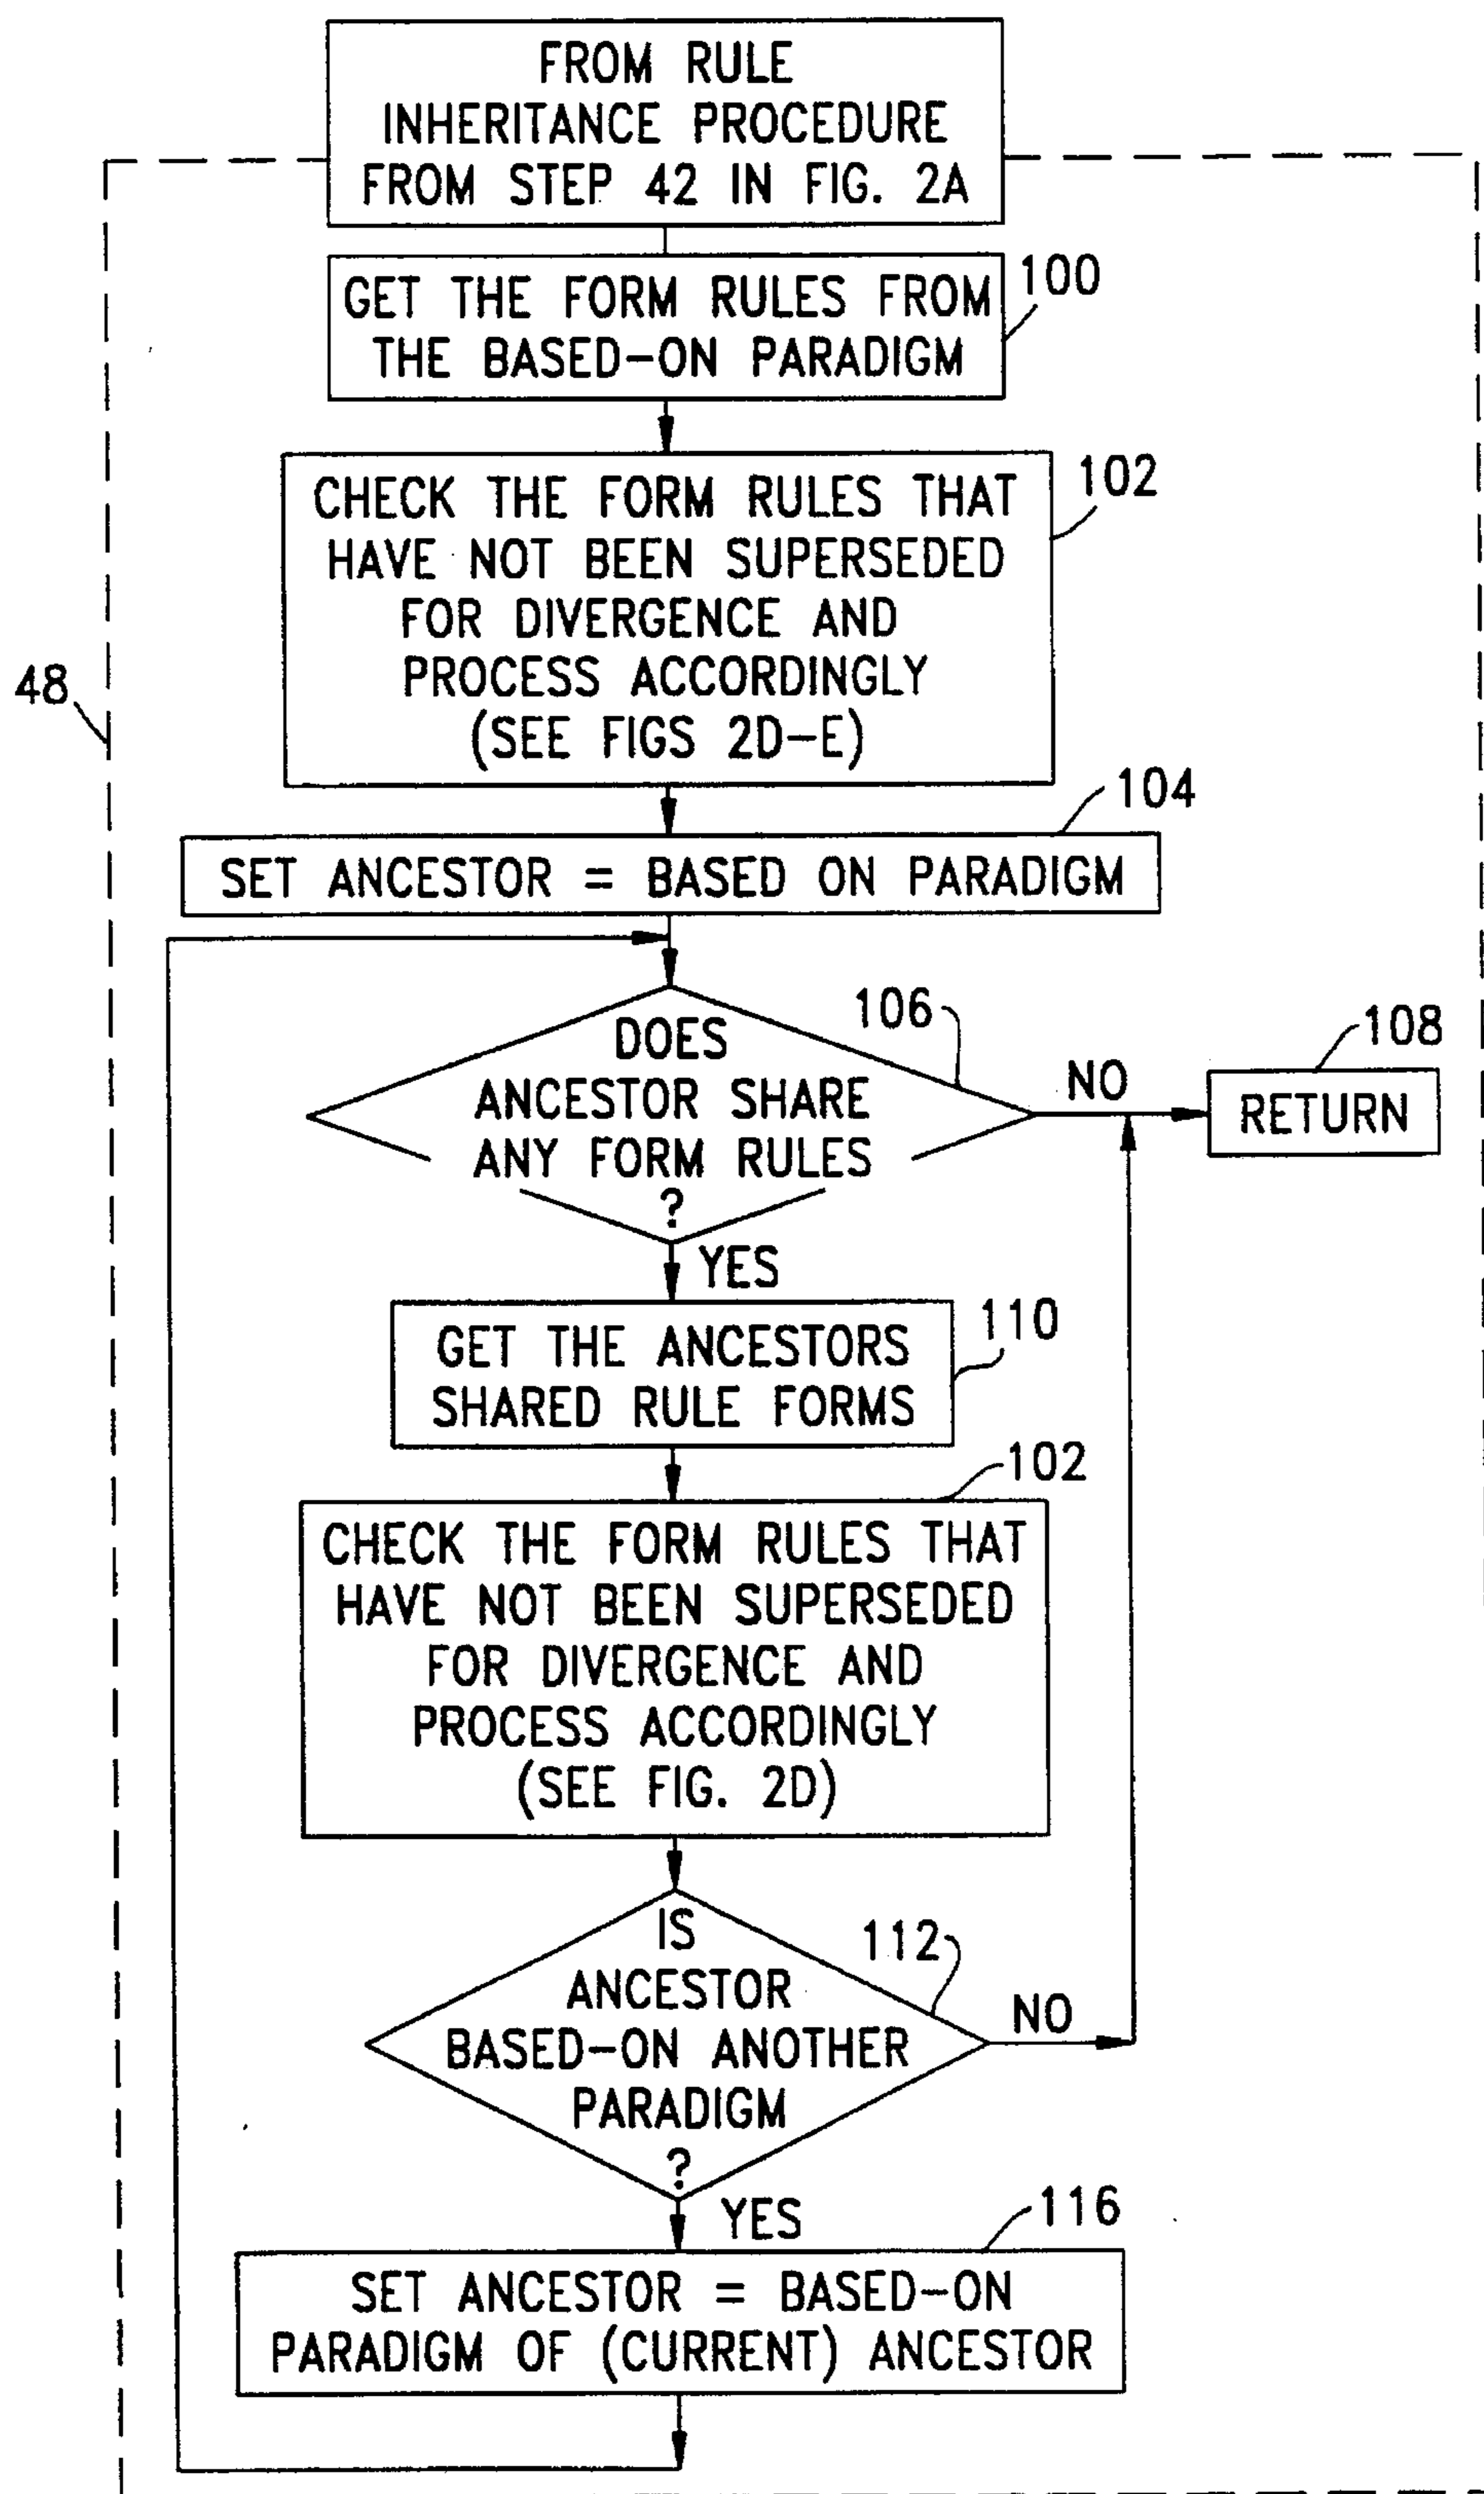 FROM RULE
INHERITANCE PROCEDURE
FROM STEP 42 IN FIG. 2A
100
GET THE FORM RULES FROM
THE BASED-ON PARADIGM
102
CHECK THE FORM RULES THAT
HAVE NOT BEEN SUPERSEDED
FOR DIVERGENCE AND
PROCESS ACCORDINGLY
(SEE FIGS 2D-E)
48
104
SET ANCESTOR = BASED ON PARADIGM
106
DOES
ANCESTOR SHARE
ANY FORM RULES
?
NO
108
RETURN
YES
110
GET THE ANCESTORS
SHARED RULE FORMS
102
CHECK THE FORM RULES THAT
HAVE NOT BEEN SUPERSEDED
FOR DIVERGENCE AND
PROCESS ACCORDINGLY
(SEE FIG. 2D)
112
IS
ANCESTOR
BASED-ON ANOTHER
PARADIGM
?
NO
YES
116
SET ANCESTOR = BASED-ON
PARADIGM OF (CURRENT) ANCESTOR